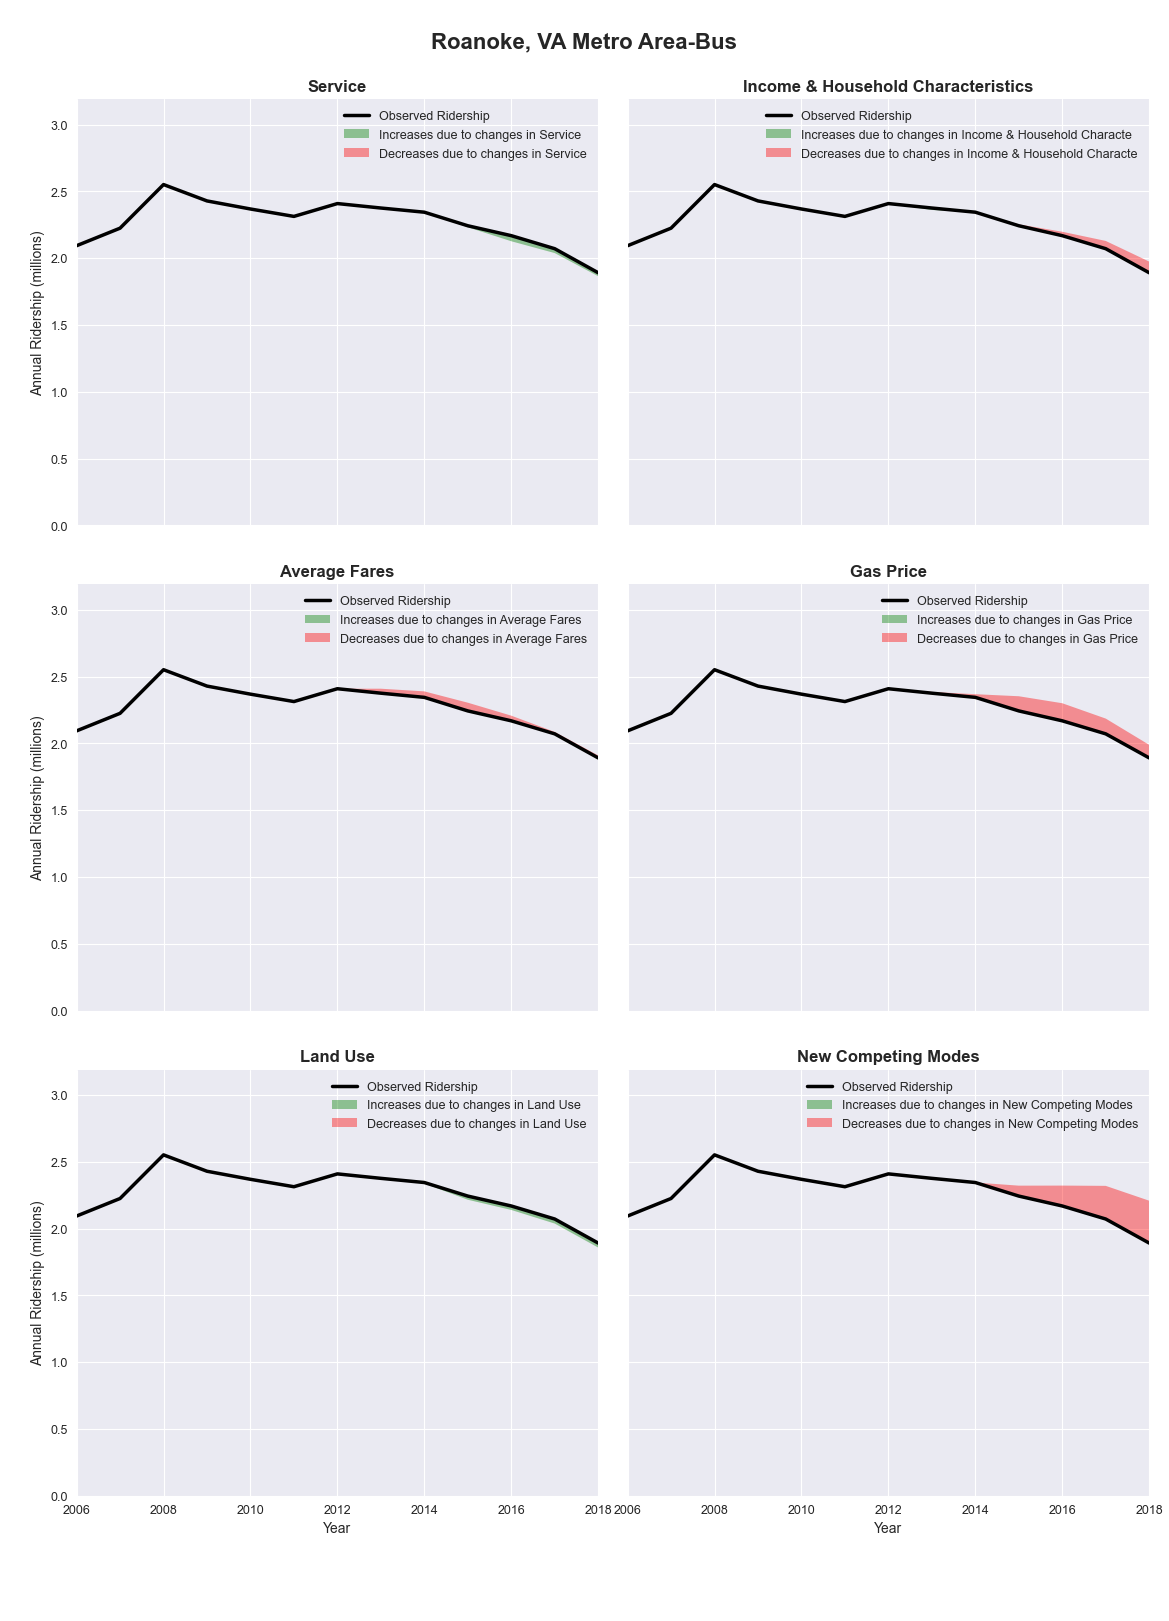 Roanoke, VA Metro Area-Bus
Service
Observed Ridership
Increases due to changes in Service
Decreases due to changes in Service
3.0
2.5
2.0
1.5
1.0
0.5
0.0
Annual Ridership (millions)
Income & Household Characteristics
Observed Ridership
Increases due to changes in Income & Household Characte
Decreases due to changes in Income & Household Characte
Average Fares
Observed Ridership
Increases due to changes in Average Fares
Decreases due to changes in Average Fares
3.0
2.5
2.0
1.5
1.0
0.5
0.0
Annual Ridership (millions)
Gas Price
Observed Ridership
Increases due to changes in Gas Price
Decreases due to changes in Gas Price
Land Use
Observed Ridership
Increases due to changes in Land Use
Decreases due to changes in Land Use
3.0
2.5
2.0
1.5
1.0
0.5
0.0
Annual Ridership (millions)
2006 2008 2010 2012 2014 2016 2018
Year
New Competing Modes
Observed Ridership
Increases due to changes in New Competing Modes
Decreases due to changes in New Competing Modes
2006 2008 2010 2012 2014 2016 2018
Year